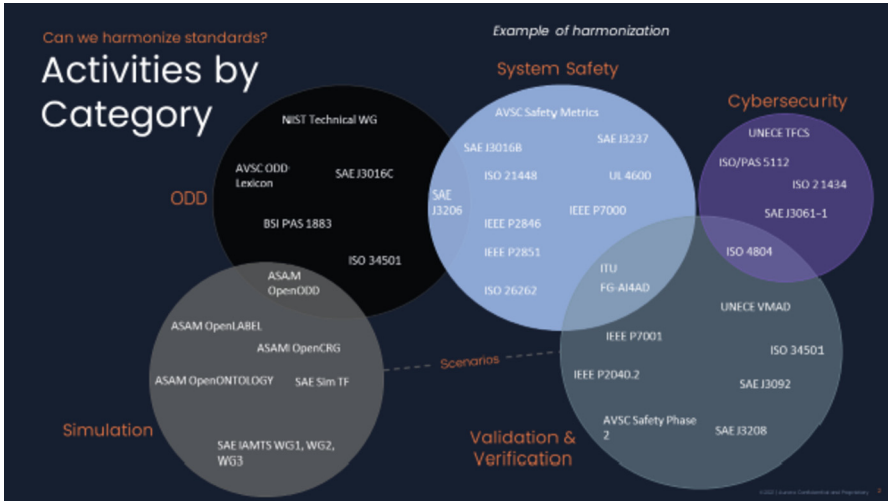 Can we harmonize standards?
Activities by
Category
Example of harmonization
System Safety
Cybersecurity
ODD
NIST Technical WG
AVSC ODD
Lexicon
SAE J3016C
BSI PAS 1883
ISO 34501
ASAM
OpenODD
SAE
J3206
AVSC Safety Metrics
SAE J3237
SAE J3016B
ISO 21448
UL 4600
IEEE P7000
IEEE P2846
IEEE P2851
ISO 26262
ITU
FG-AI4AD
UNECE TFCS
ISO/PAS 5112
ISO 21434
SAE J3061-1
ISO 4804
UNECE VMAD
IEEE P7001
ISO 34501
IEEE P2040.2
SAE J3092
AVSC Safety Phase
2
SAE J3208
Validation &
Verification
Scenarios
ASAM OpenLABEL
ASAM OpenCRG
ASAM OpenONTOLOGY
SAE Sim TF
SAE IAMTS WG1, WG2,
WG3
Simulation